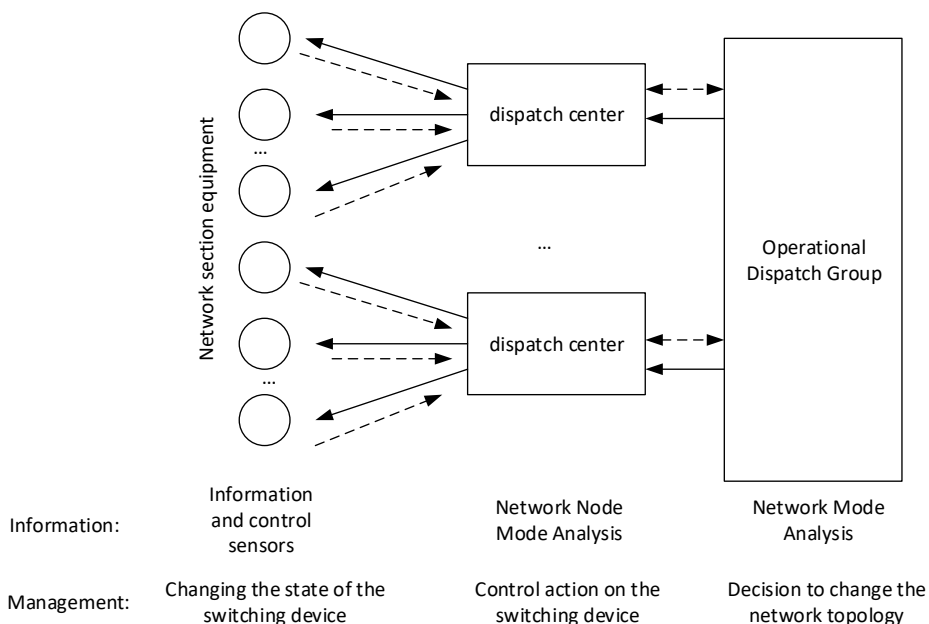 Network section equipment
...
...
dispatch center
...
dispatch center
Operational
Dispatch Group
Information:
Information
and control
sensors
Network Node
Mode Analysis
Network Mode
Analysis
Management:
Changing the state of the
switching device
Control action on the
switching device
Decision to change the
network topology